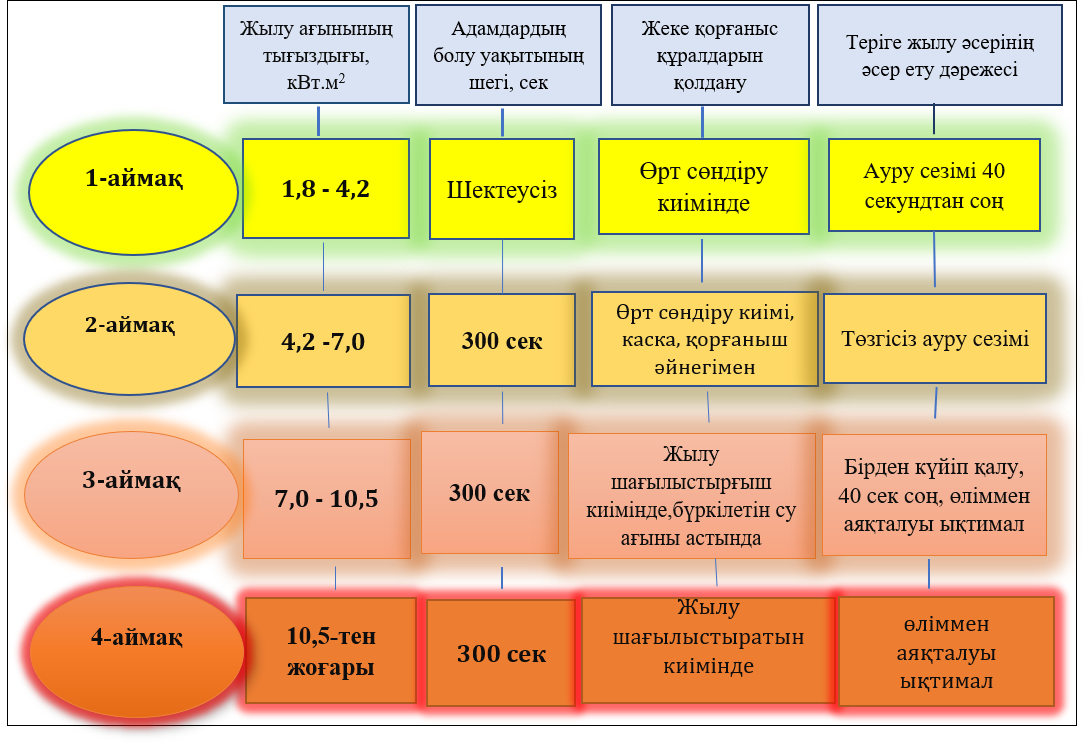 Жылу ағынының
тығыздығы,
кВт.м²
Адамдардың
болу уақытының
шегі, сек
Жеке қорғаныс
құралдарын
қолдану
Теріге жылу әсерінің
әсер ету дәрежесі
1-аймақ
1,8 - 4,2
Шектеусіз
Өрт сөндіру
киімінде
Ауру сезімі 40
секундтан соң
2-аймақ
4,2 -7,0
300 сек
Өрт сөндіру киімі,
каска, қорғаныш
әйнегімен
Төзгісіз ауру сезімі
3-аймақ
7,0 - 10,5
300 сек
Жылу
шағылыстырғыш
киімінде,бүркілетін су
ағыны астында
Бірден күйіп қалу,
40 сек соң, өліммен
аяқталуы ықтимал
4-аймақ
10,5-тен
жоғары
300 сек
Жылу
шағылыстыратын
киімінде
өліммен
аяқталуы
ықтимал